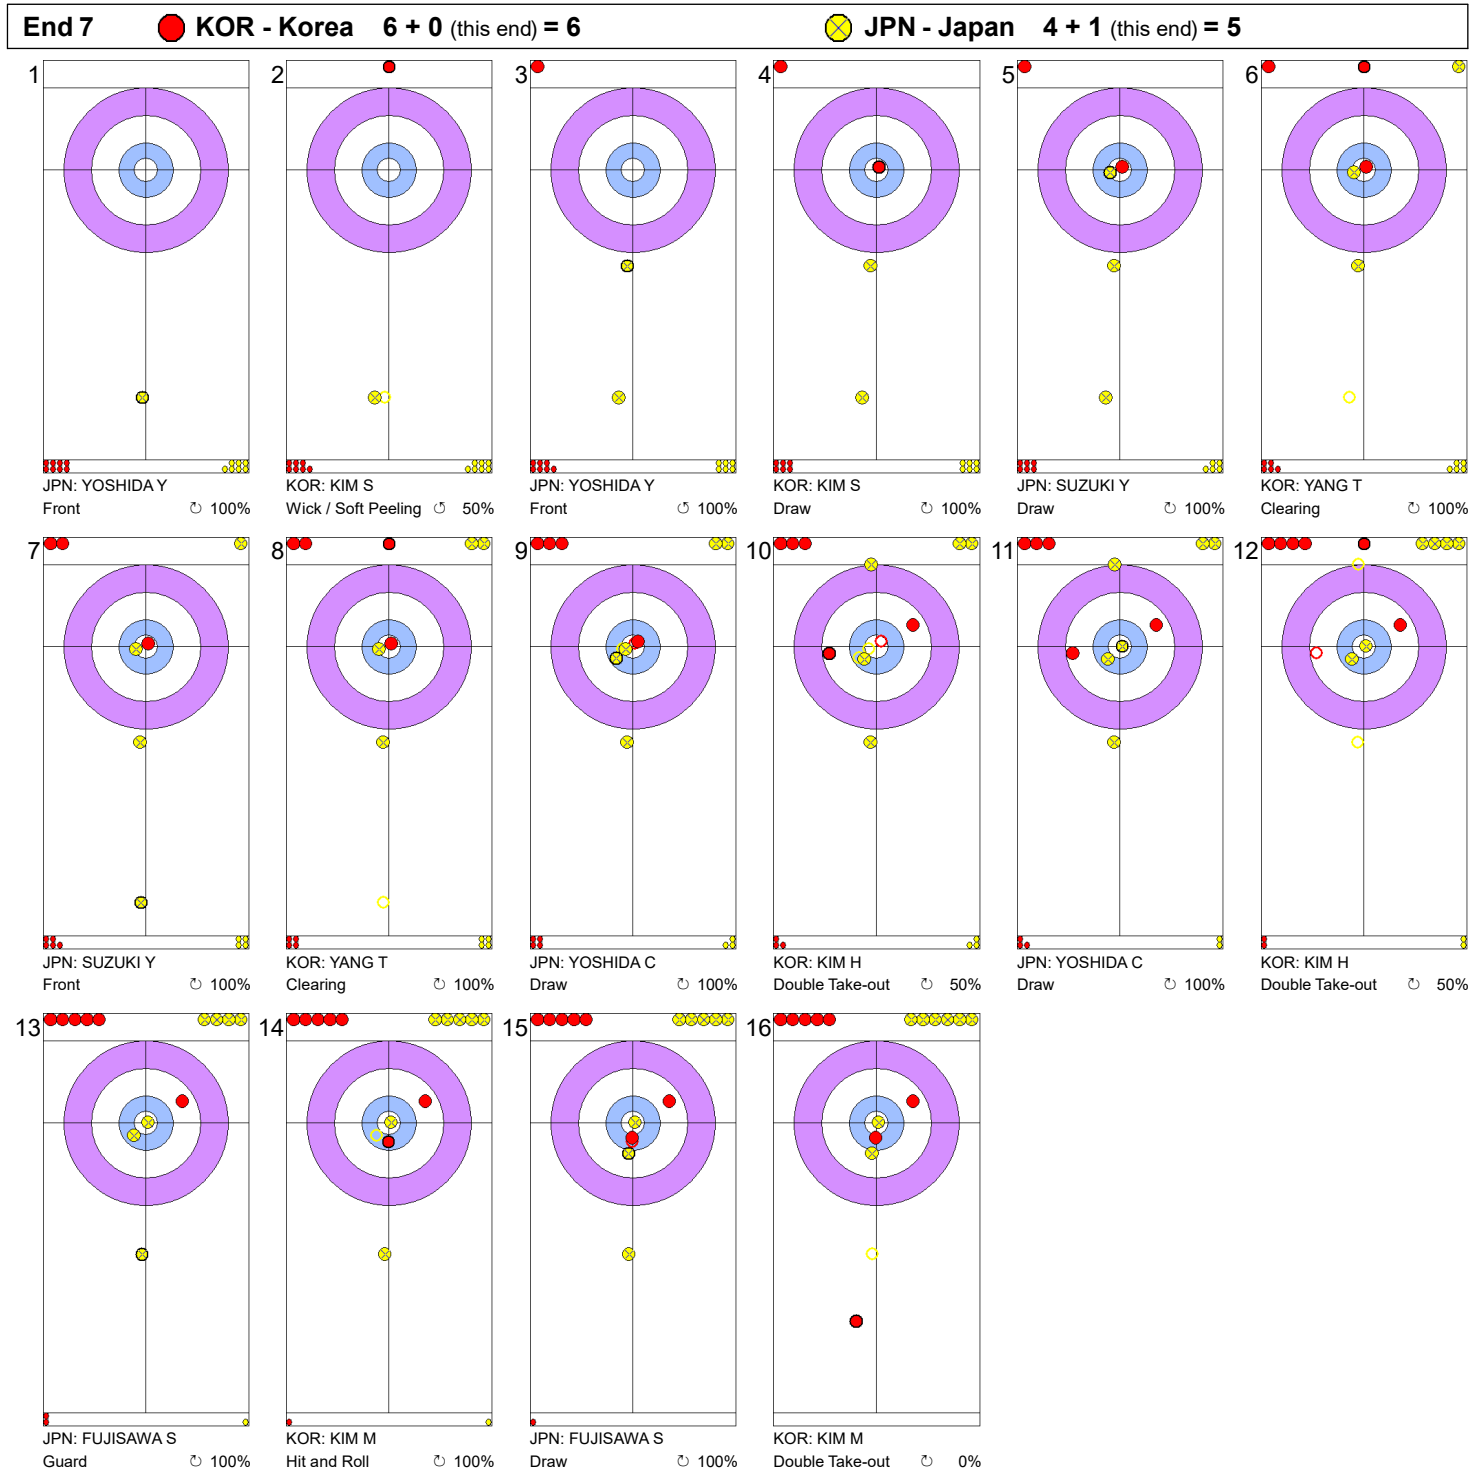 End 7 KOR - Korea 6 + 0 (this end) = 6 JPN - Japan 4 + 1 (this end) = 5
1 2 3 4 5 6
JPN: YOSHIDA Y KOR: KIM S JPN: YOSHIDA Y KOR: KIM S JPN: SUZUKI Y KOR: YANG T
Front ↻ 100% Wick / Soft Peeling ↺ 50% Front ↺ 100% Draw ↻ 100% Draw ↻ 100% Clearing ↻ 100%
7 8 9 10 11 12
JPN: SUZUKI Y KOR: YANG T JPN: YOSHIDA C KOR: KIM H JPN: YOSHIDA C KOR: KIM H
Front ↻ 100% Clearing ↻ 100% Draw ↻ 100% Double Take-out ↻ 50% Draw ↻ 100% Double Take-out ↻ 50%
13 14 15 16
JPN: FUJISAWA S KOR: KIM M JPN: FUJISAWA S KOR: KIM M
Guard ↻ 100% Hit and Roll ↻ 100% Draw ↻ 100% Double Take-out ↻ 0%